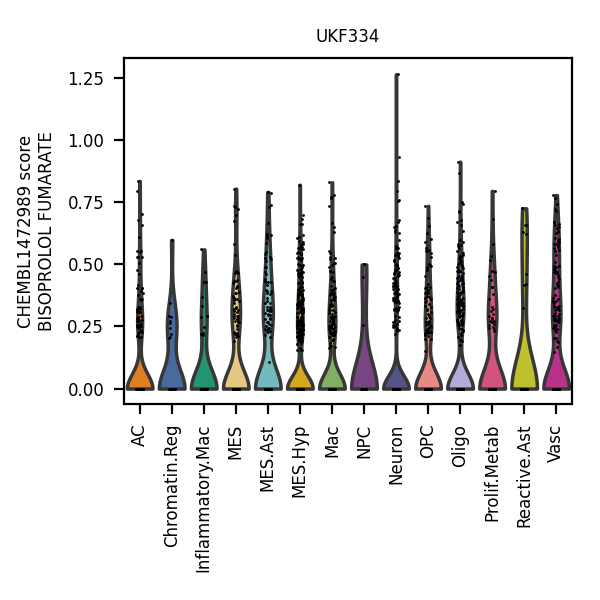 UKF334
CHEMBL1472989 score
BISOPROLOL FUMARATE
1.25
1.00
0.75
0.50
0.25
0.00
AC
Chromatin.Reg
Inflammatory.Mac
MES
MES.Ast
MES.Hyp
Mac
NPC
Neuron
OPC
Oligo
Prolif.Metab
Reactive.Ast
Vasc